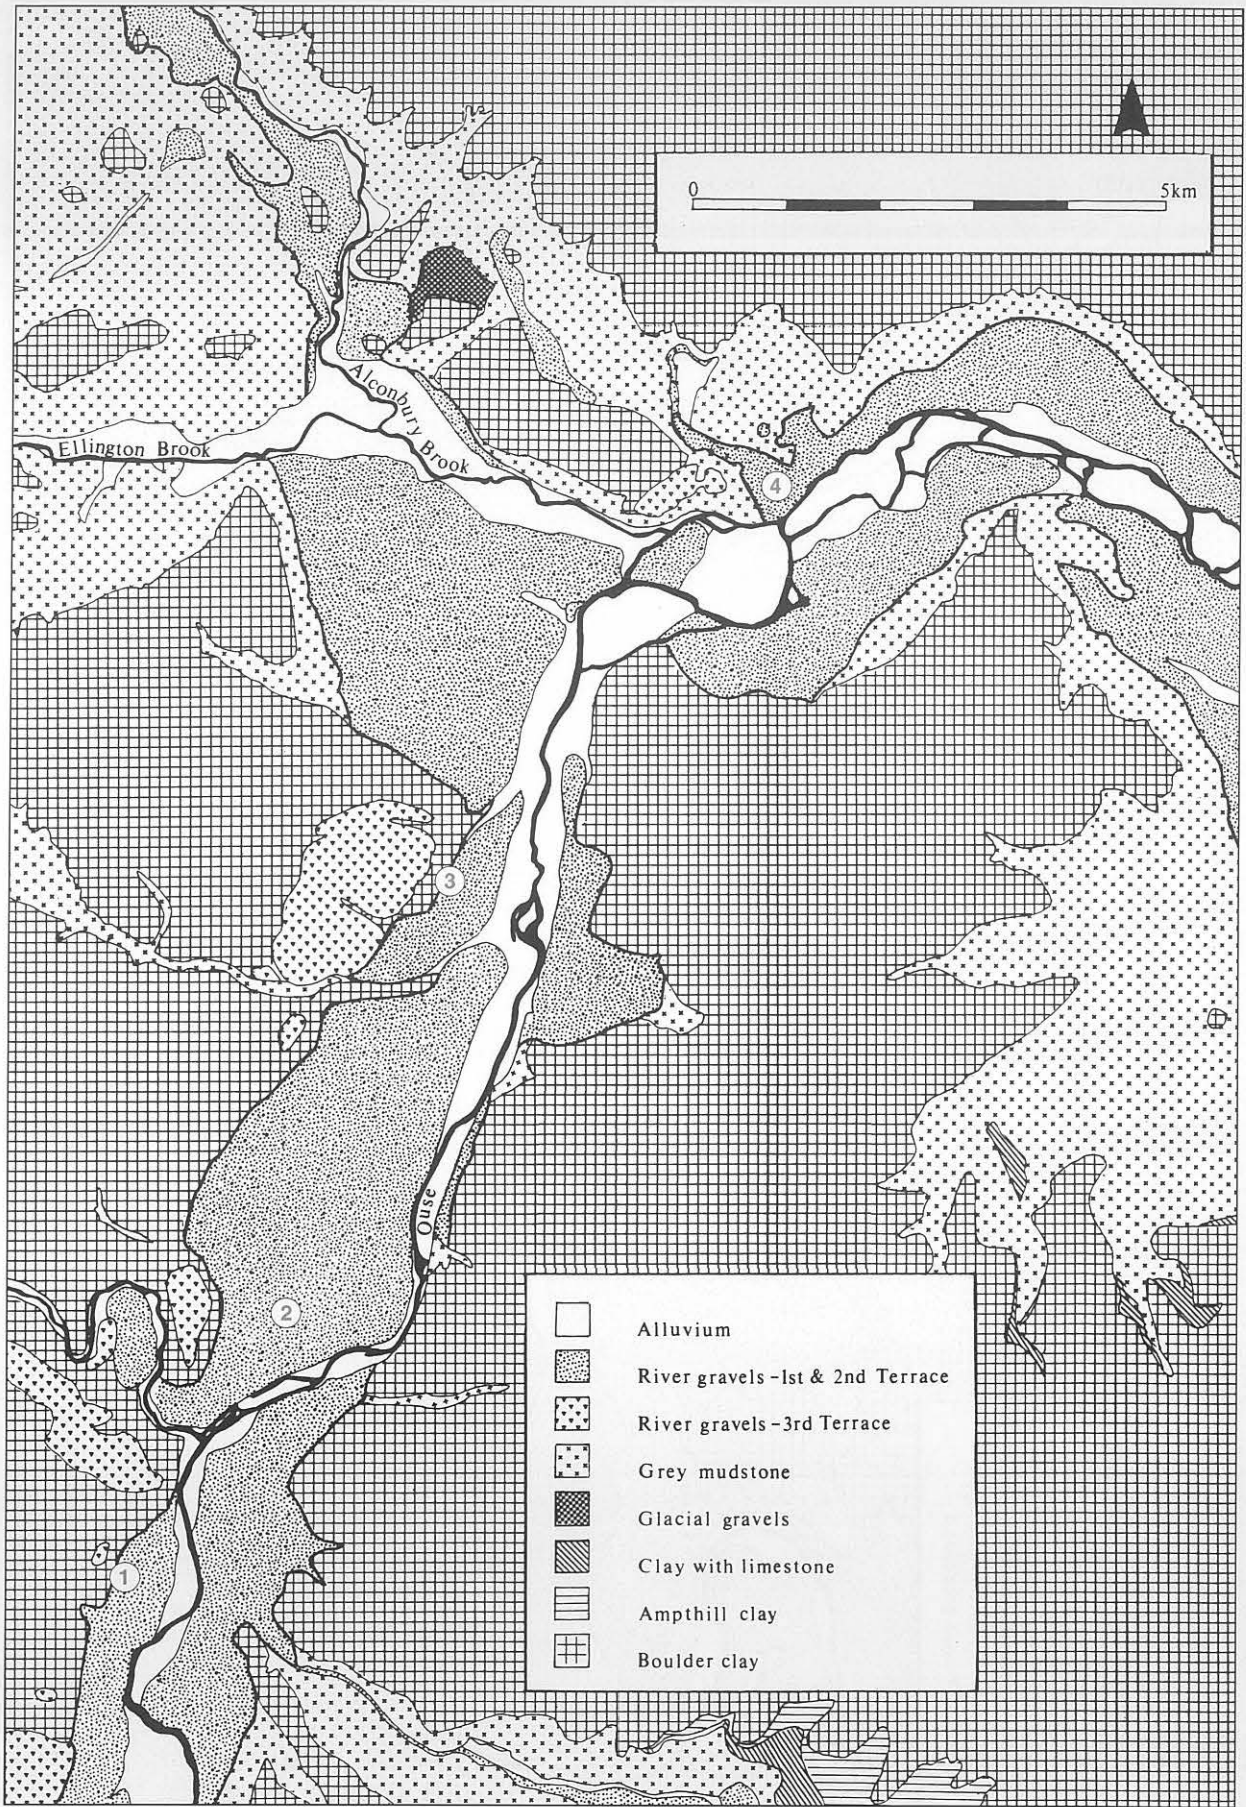 0 5km
Alconbury Brook
Ellington Brook
4
3
Ouse
2
1
Alluvium
River gravels - 1st & 2nd Terrace
River gravels - 3rd Terrace
Grey mudstone
Glacial gravels
Clay with limestone
Ampthill clay
Boulder clay